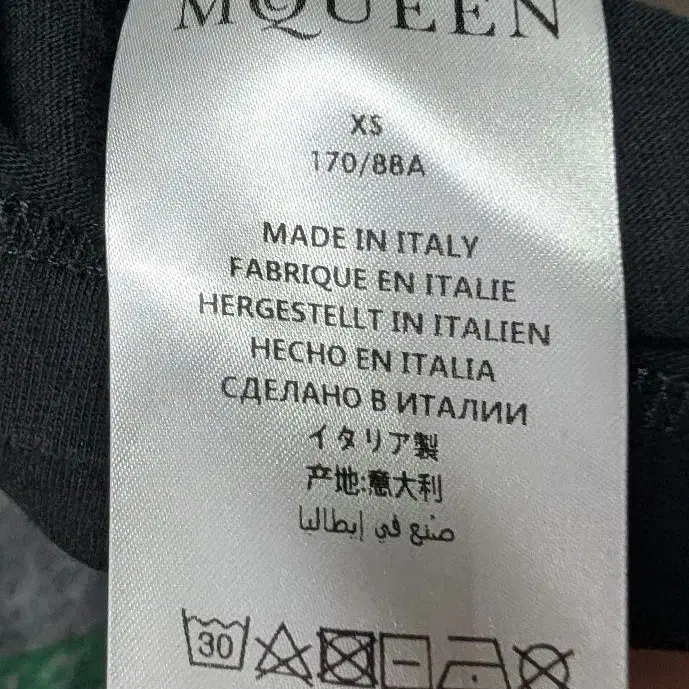 MCQUEEN
XS
170/88A
MADE IN ITALY
FABRIQUE EN ITALIE
HERGESTELLT IN ITALIEN
HECHO EN ITALIA
СДЕЛАНО В ИТАЛИИ
イタリア製
产地:意大利
صنع في إيطاليا
30